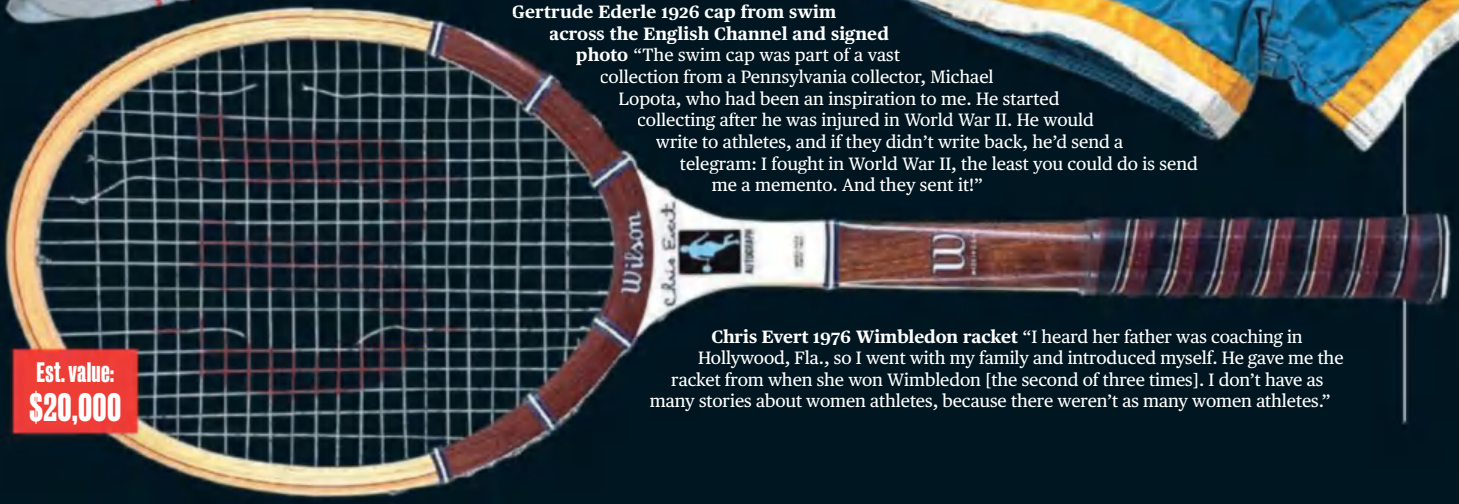 Gertrude Ederle 1926 cap from swim
across the English Channel and signed
photo “The swim cap was part of a vast
collection from a Pennsylvania collector, Michael
Lopota, who had been an inspiration to me. He started
collecting after he was injured in World War II. He would
write to athletes, and if they didn’t write back, he’d send a
telegram: I fought in World War II, the least you could do is send
me a memento. And they sent it!”
Wilson
Chris Evert
AUTOGRAPH
W
Chris Evert 1976 Wimbledon racket “I heard her father was coaching in
Hollywood, Fla., so I went with my family and introduced myself. He gave me the
racket from when she won Wimbledon [the second of three times]. I don’t have as
many stories about women athletes, because there weren’t as many women athletes.”
Est. value:
$20,000